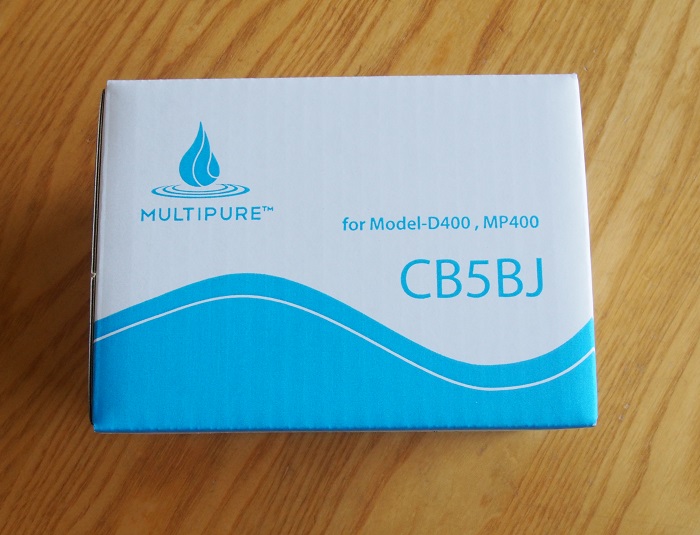 MULTIPURE™
for Model-D400 , MP400
CB5BJ